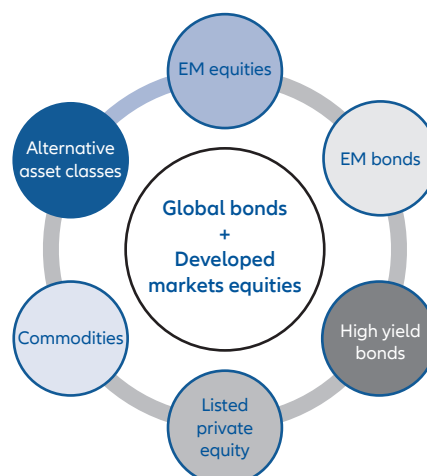 EM equities
Alternative
asset classes
EM bonds
Global bonds
+
Developed
markets equities
Commodities
High yield
bonds
Listed
private
equity